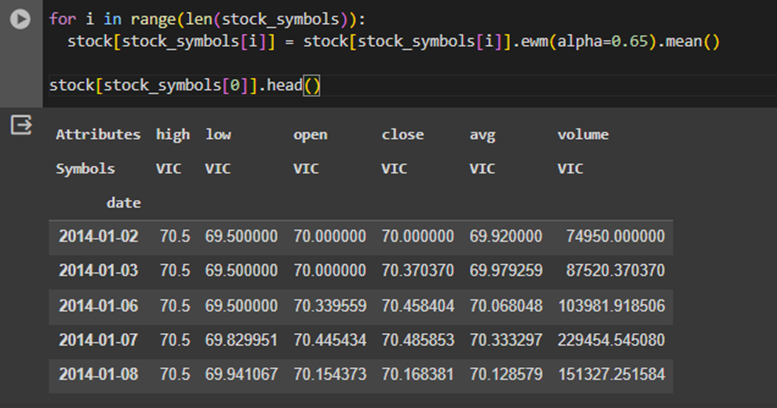 for i in range(len(stock_symbols)):
stock[stock_symbols[i]] = stock[stock_symbols[i]].ewm(alpha=0.65).mean()
stock[stock_symbols[0]].head()
Attributes high low open close avg volume
Symbols VIC VIC VIC VIC VIC VIC
date
2014-01-02 70.5 69.500000 70.000000 70.000000 69.920000 74950.000000
2014-01-03 70.5 69.500000 70.000000 70.370370 69.979259 87520.370370
2014-01-06 70.5 69.500000 70.339559 70.458404 70.068048 103981.918506
2014-01-07 70.5 69.829951 70.445434 70.485853 70.333297 229454.545080
2014-01-08 70.5 69.941067 70.154373 70.168381 70.128579 151327.251584